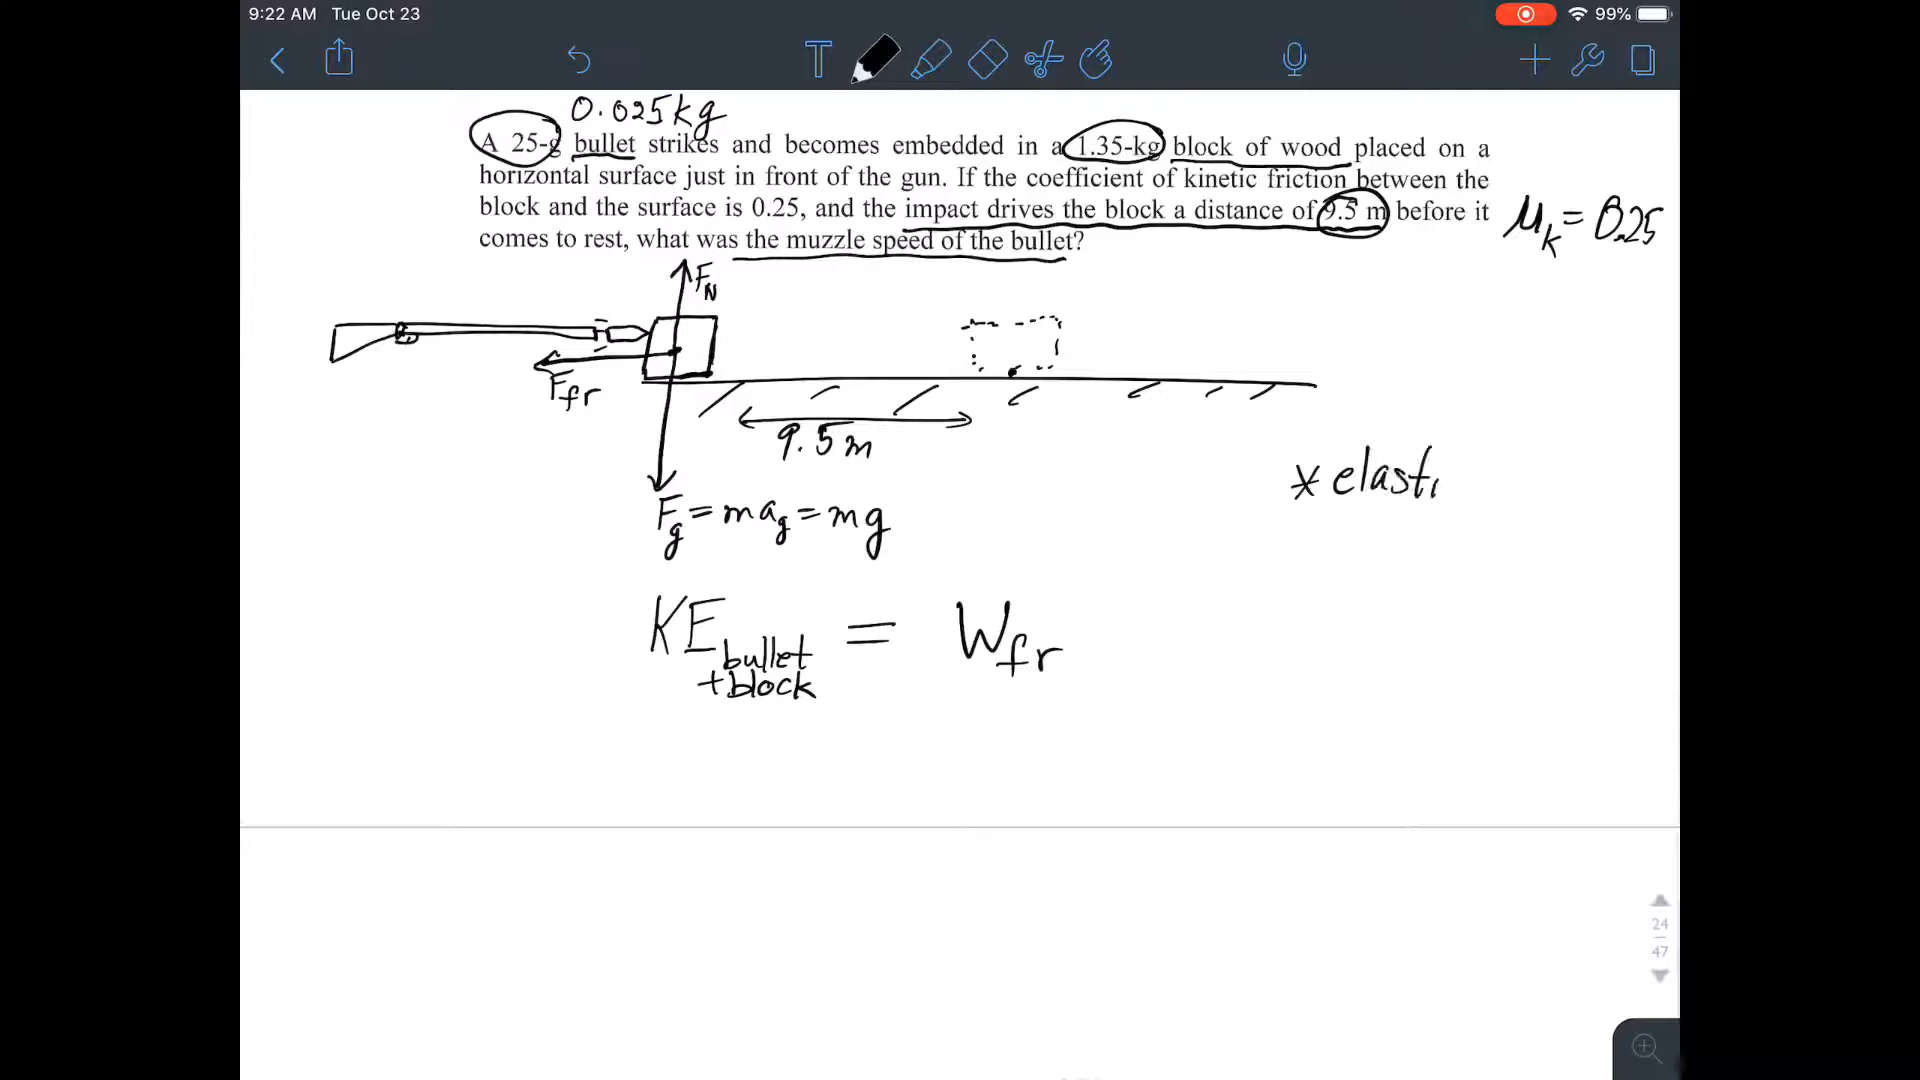 9:22 AM Tue Oct 23
99%
0.025kg
A 25-g bullet strikes and becomes embedded in a 1.35-kg block of wood placed on a
horizontal surface just in front of the gun. If the coefficient of kinetic friction between the
block and the surface is 0.25, and the impact drives the block a distance of 9.5 m before it
comes to rest, what was the muzzle speed of the bullet?
μk = 0.25
FN
Ffr
9.5m
Fg = mag = mg
* elasti
KEbullet = Wfr
+block
24
47